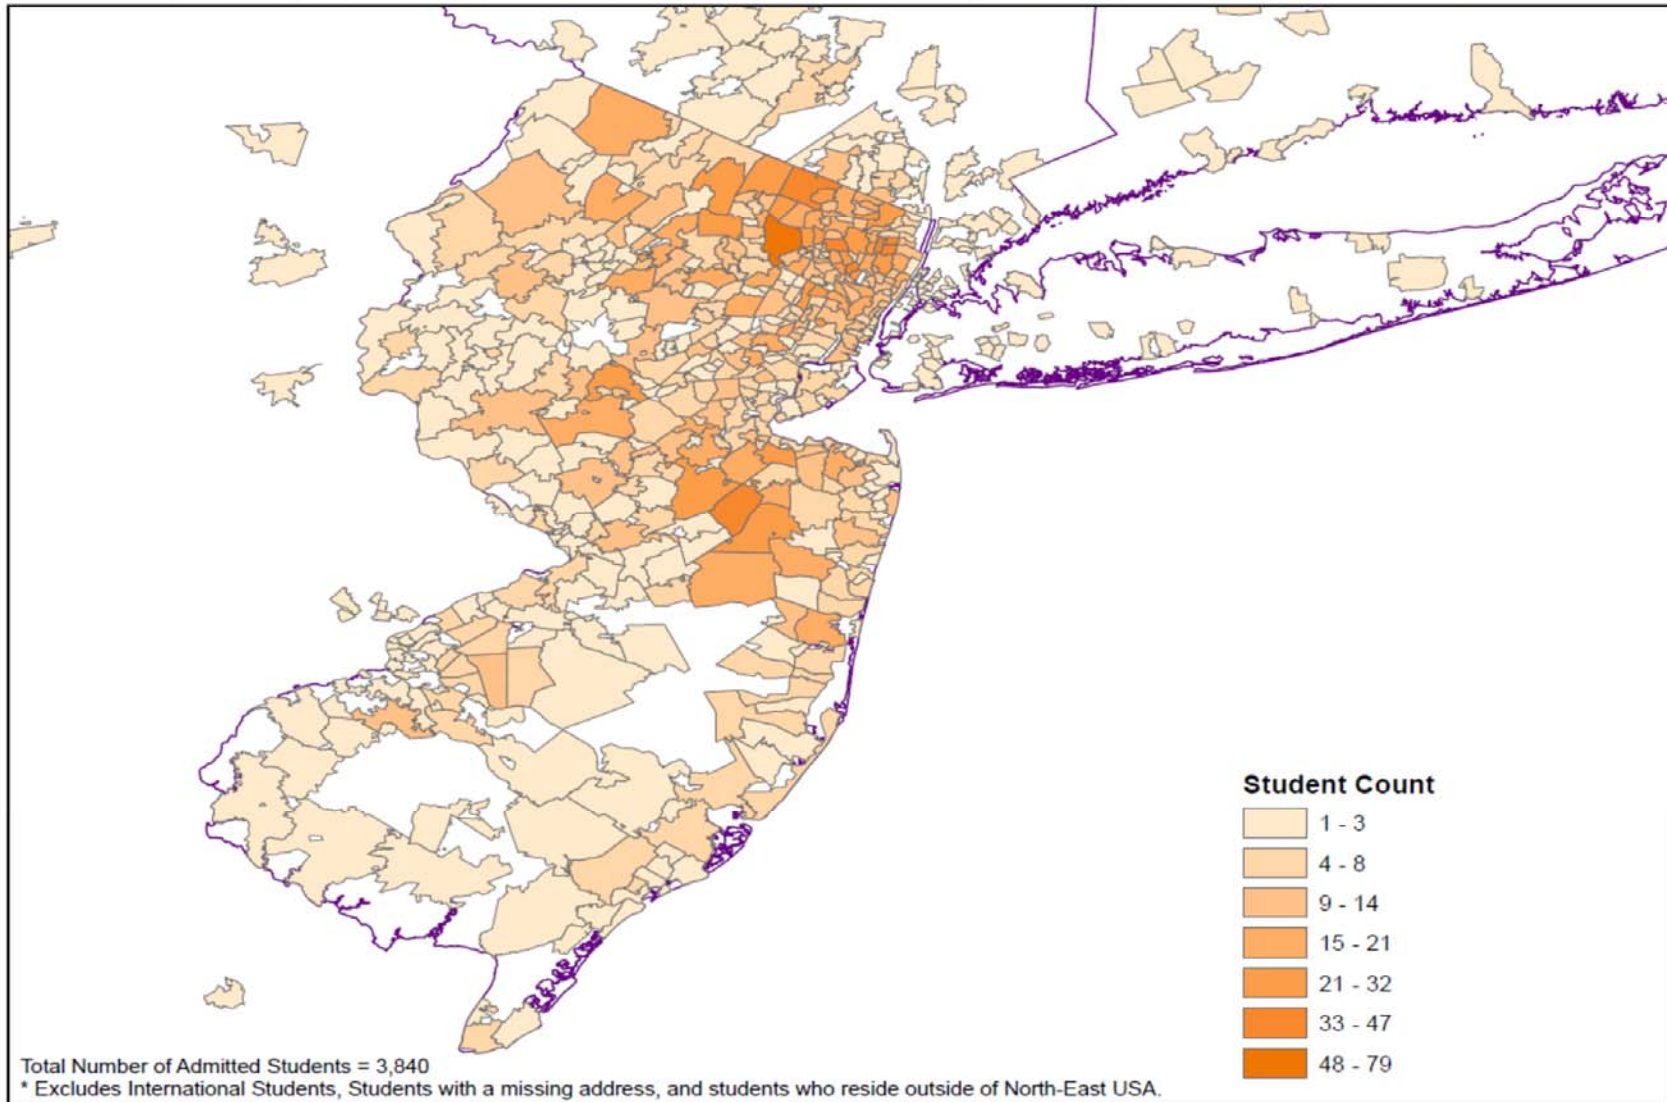 Student Count
1 - 3
4 - 8
9 - 14
15 - 21
21 - 32
33 - 47
48 - 79
Total Number of Admitted Students = 3,840
* Excludes International Students, Students with a missing address, and students who reside outside of North-East USA.